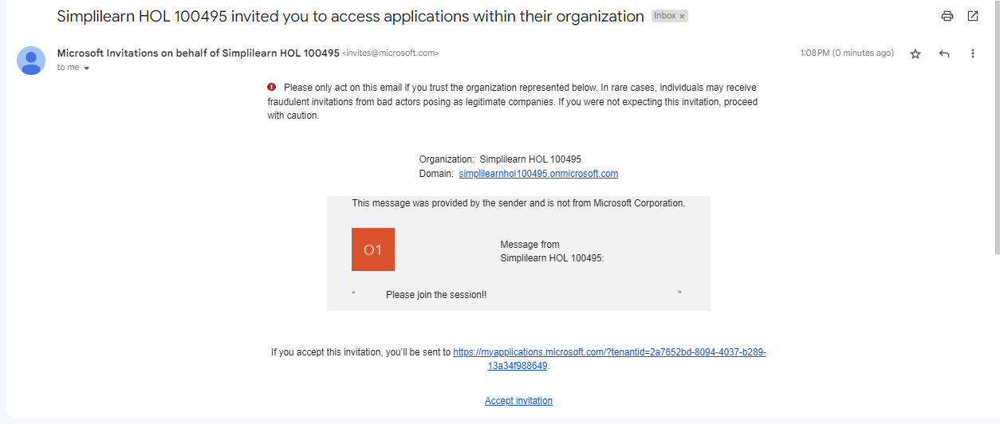 Simplilearn HOL 100495 invited you to access applications within their organization Inbox ×
Microsoft Invitations on behalf of Simplilearn HOL 100495 <invites@microsoft.com> 1:08 PM (0 minutes ago)
to me
Please only act on this email if you trust the organization represented below. In rare cases, individuals may receive
fraudulent invitations from bad actors posing as legitimate companies. If you were not expecting this invitation, proceed
with caution.
Organization: Simplilearn HOL 100495
Domain: simplilearnhol100495.onmicrosoft.com
This message was provided by the sender and is not from Microsoft Corporation.
O1
Message from
Simplilearn HOL 100495:
“ Please join the session!! ”
If you accept this invitation, you’ll be sent to https://myapplications.microsoft.com/?tenantid=2a7652bd-8094-4037-b289-
13a34f988649.
Accept invitation